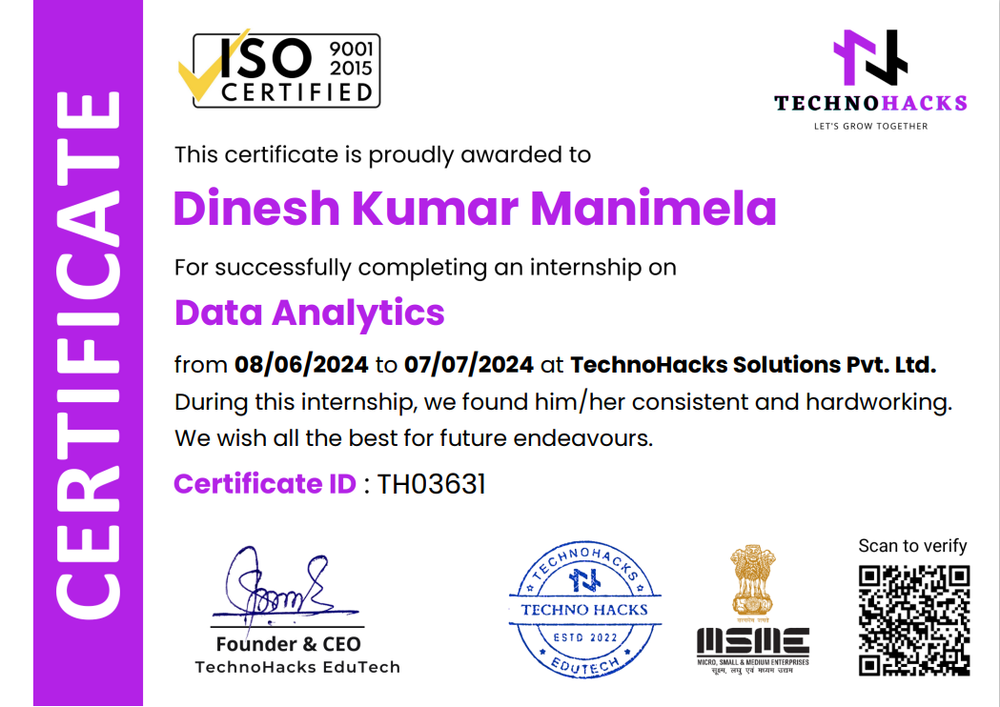 CERTIFICATE
ISO 9001
2015
CERTIFIED
TECHNOHACKS
LET'S GROW TOGETHER
This certificate is proudly awarded to
Dinesh Kumar Manimela
For successfully completing an internship on
Data Analytics
from 08/06/2024 to 07/07/2024 at TechnoHacks Solutions Pvt. Ltd.
During this internship, we found him/her consistent and hardworking.
We wish all the best for future endeavours.
Certificate ID : TH03631
Founder & CEO
TechnoHacks EduTech
TECHNOHACKS
TECHNO HACKS
ESTD 2022
EDUTECH
सत्यमेव जयते
MSME
MICRO, SMALL & MEDIUM ENTERPRISES
सूक्ष्म, लघु एवं मध्यम उद्यम
Scan to verify